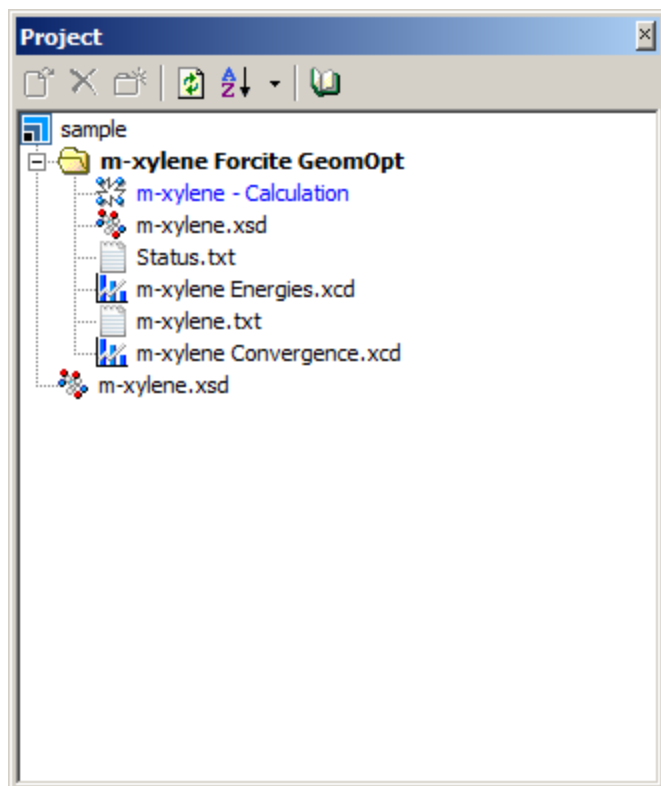 Project
sample
m-xylene Forcite GeomOpt
m-xylene - Calculation
m-xylene.xsd
Status.txt
m-xylene Energies.xcd
m-xylene.txt
m-xylene Convergence.xcd
m-xylene.xsd